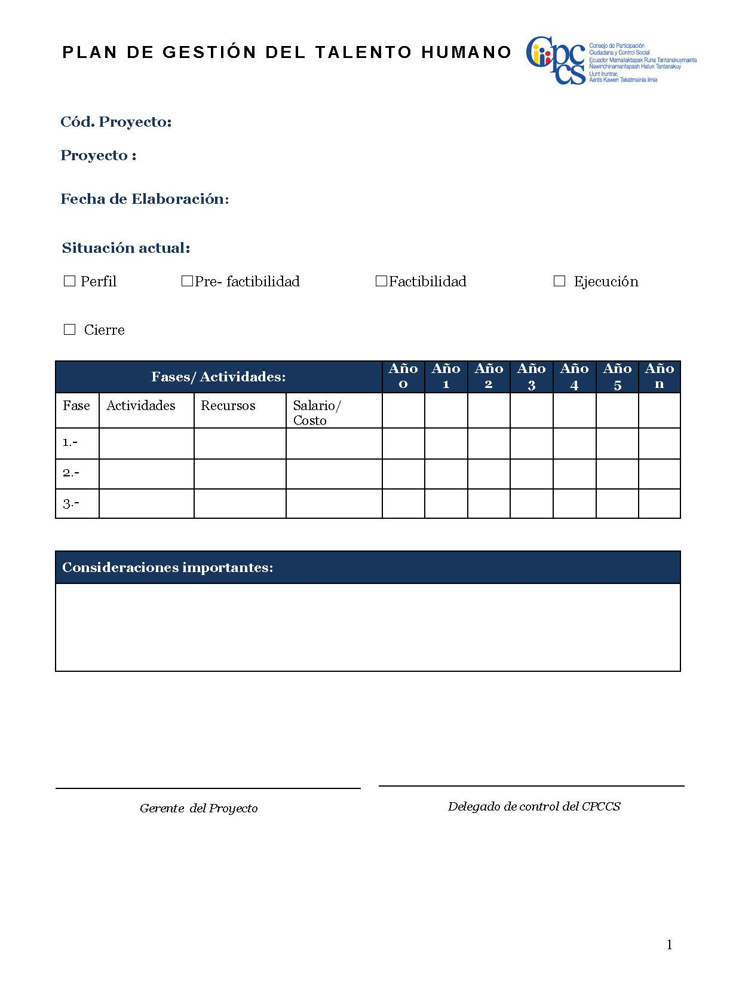 PLAN DE GESTIÓN DEL TALENTO HUMANO
Cpccs
Consejo de Participación
Ciudadana y Control Social
Ecuador Mamallaktapak Runa Tantanakuymanta
Nawinchinamantapash Hatun Tantanakuy
Uunt Iruntrar,
Aents Kawen Takatmainia iimia
Cód. Proyecto:
Proyecto :
Fecha de Elaboración:
Situación actual:
☐ Perfil ☐Pre- factibilidad ☐Factibilidad ☐ Ejecución
☐ Cierre
Fases/ Actividades: Año 0 Año 1 Año 2 Año 3 Año 4 Año 5 Año n
Fase Actividades Recursos Salario/
Costo
1.-
2.-
3.-
Consideraciones importantes:
Gerente del Proyecto Delegado de control del CPCCS
1